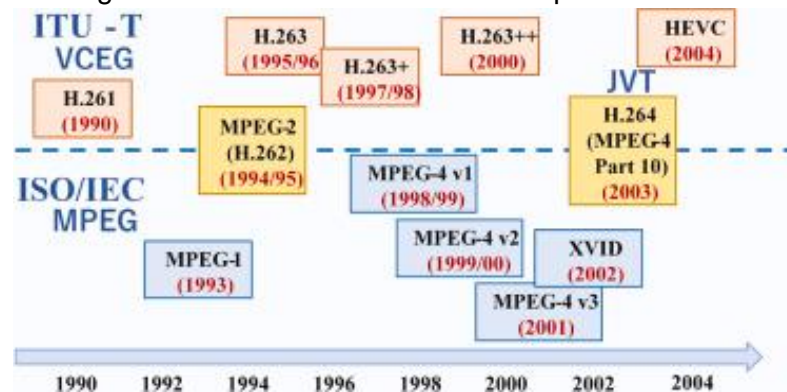 ITU -T
VCEG
H.261
(1990)
H.263
(1995/96
H.263+
(1997/98)
H.263++
(2000)
HEVC
(2004)
JVT
MPEG-2
(H.262)
(1994/95)
H.264
(MPEG-4
Part 10)
(2003)
ISO/IEC
MPEG
MPEG-1
(1993)
MPEG-4 v1
(1998/99)
MPEG-4 v2
(1999/00)
MPEG-4 v3
(2001)
XVID
(2002)
1990 1992 1994 1996 1998 2000 2002 2004